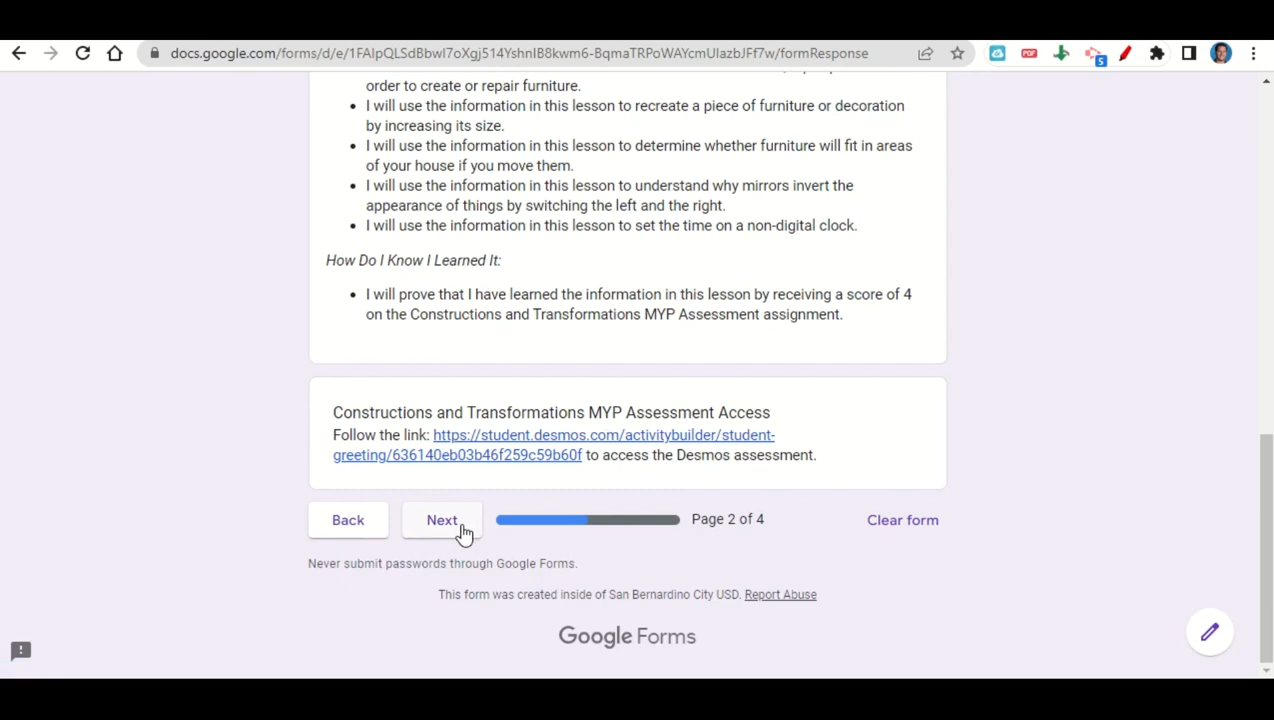 docs.google.com/forms/d/e/1FAIpQLSdBbwI7oXgj514YshnIB8kwm6-BqmaTRPoWAYcmUIazbJFf7w/formResponse
PDF
5
order to create or repair furniture.
• I will use the information in this lesson to recreate a piece of furniture or decoration
by increasing its size.
• I will use the information in this lesson to determine whether furniture will fit in areas
of your house if you move them.
• I will use the information in this lesson to understand why mirrors invert the
appearance of things by switching the left and the right.
• I will use the information in this lesson to set the time on a non-digital clock.
How Do I Know I Learned It:
• I will prove that I have learned the information in this lesson by receiving a score of 4
on the Constructions and Transformations MYP Assessment assignment.
Constructions and Transformations MYP Assessment Access
Follow the link: https://student.desmos.com/activitybuilder/student-
greeting/636140eb03b46f259c59b60f to access the Desmos assessment.
Back Next Page 2 of 4 Clear form
Never submit passwords through Google Forms.
This form was created inside of San Bernardino City USD. Report Abuse
Google Forms